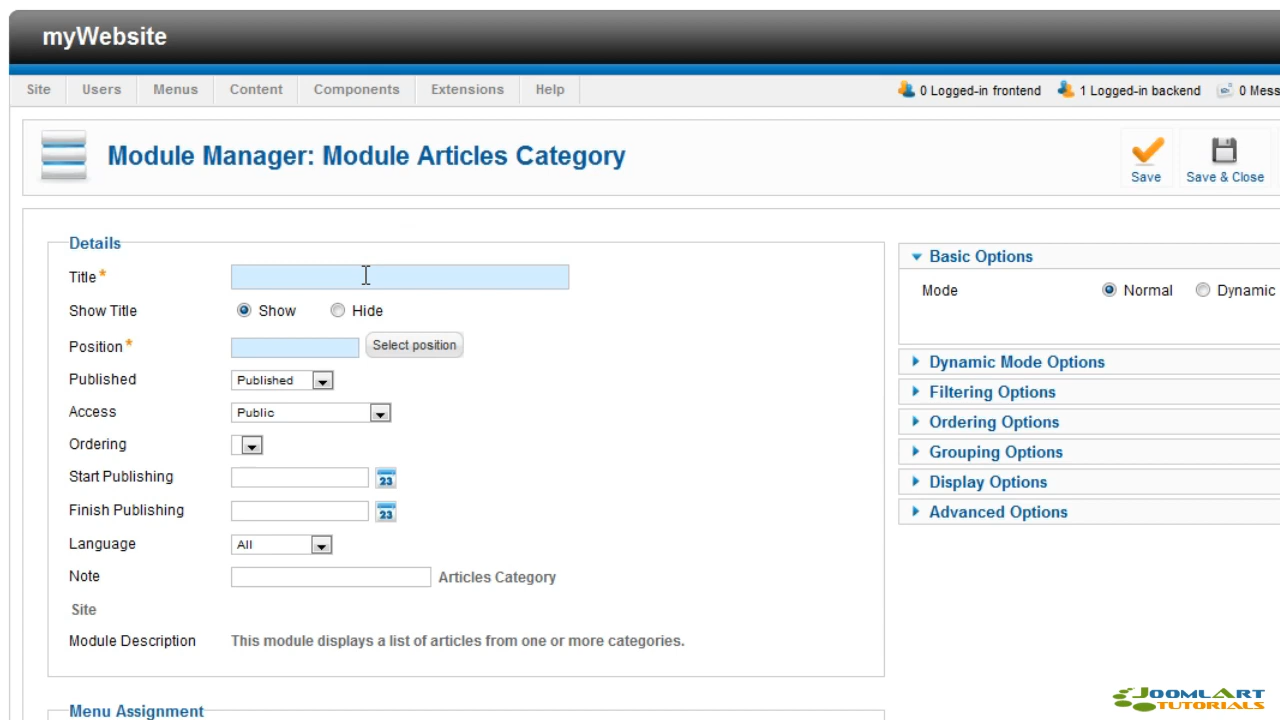 myWebsite
Site Users Menus Content Components Extensions Help 0 Logged-in frontend 1 Logged-in backend 0 Mess
Module Manager: Module Articles Category
Save Save & Close
Details
Title *
Show Title Show Hide
Position * Select position
Published Published
Access Public
Ordering
Start Publishing 23
Finish Publishing 23
Language All
Note Articles Category
Site
Module Description This module displays a list of articles from one or more categories.
Menu Assignment
Basic Options
Mode Normal Dynamic
Dynamic Mode Options
Filtering Options
Ordering Options
Grouping Options
Display Options
Advanced Options
JOOMLART
TUTORIALS